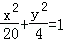 x²/20 + y²/4 = 1